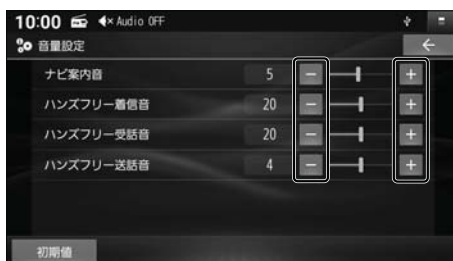 10:00 Audio OFF
音量設定
ナビ案内音 5 − +
ハンズフリー着信音 20 − +
ハンズフリー受話音 20 − +
ハンズフリー送話音 4 − +
初期値